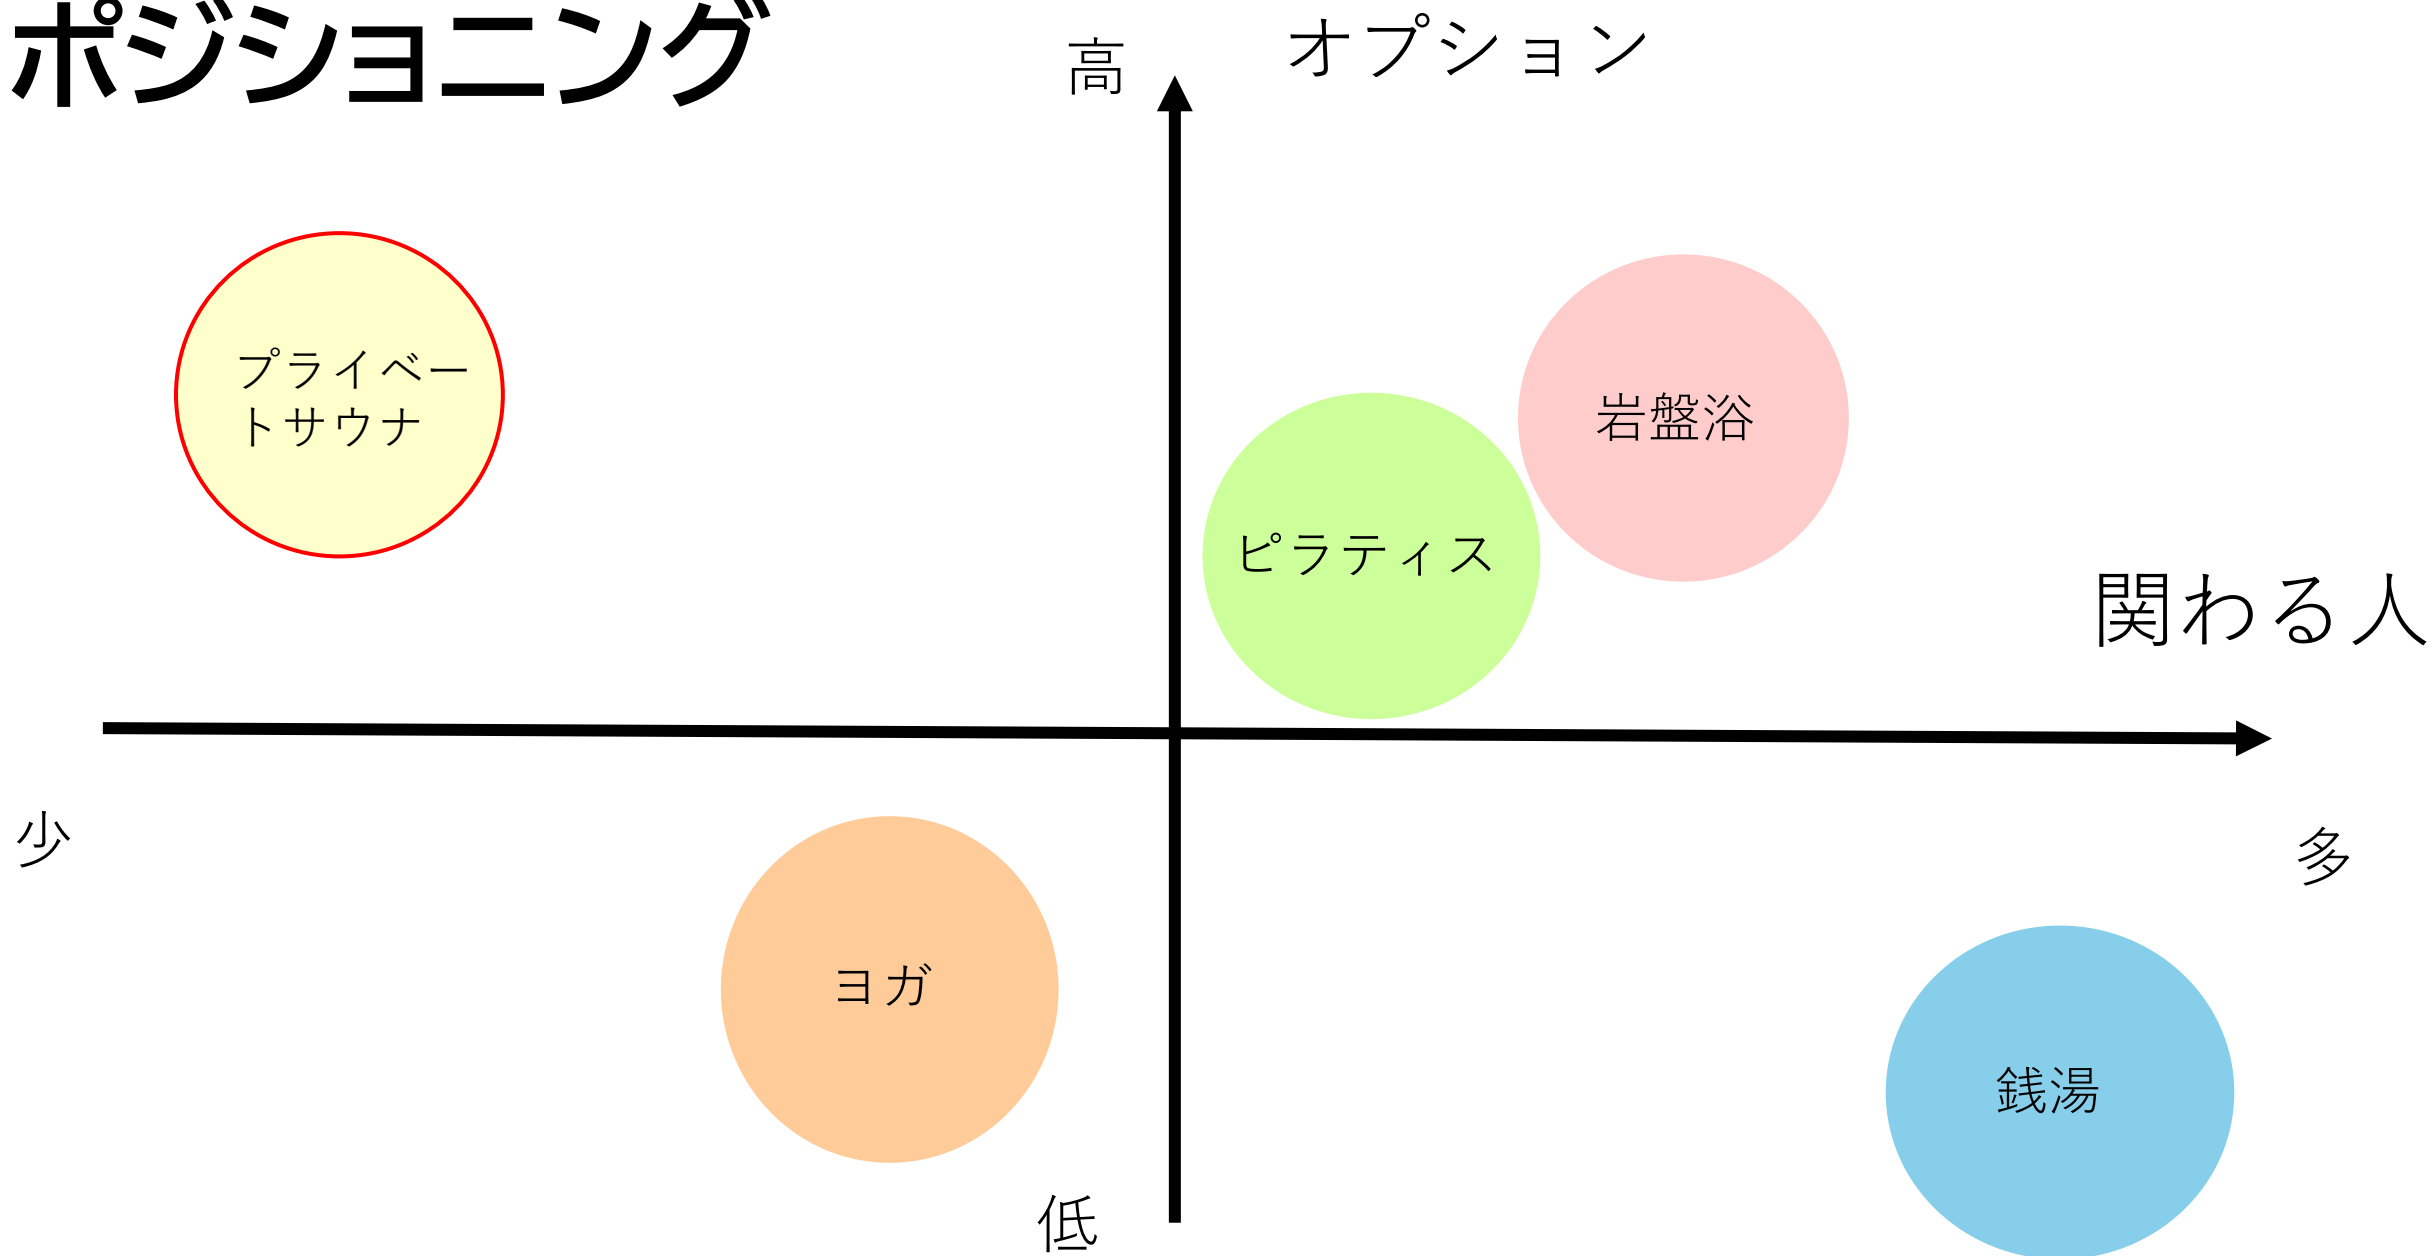 ポジショニング
高
オプション
プライベー
トサウナ
岩盤浴
ピラティス
関わる人
少
多
ヨガ
銭湯
低